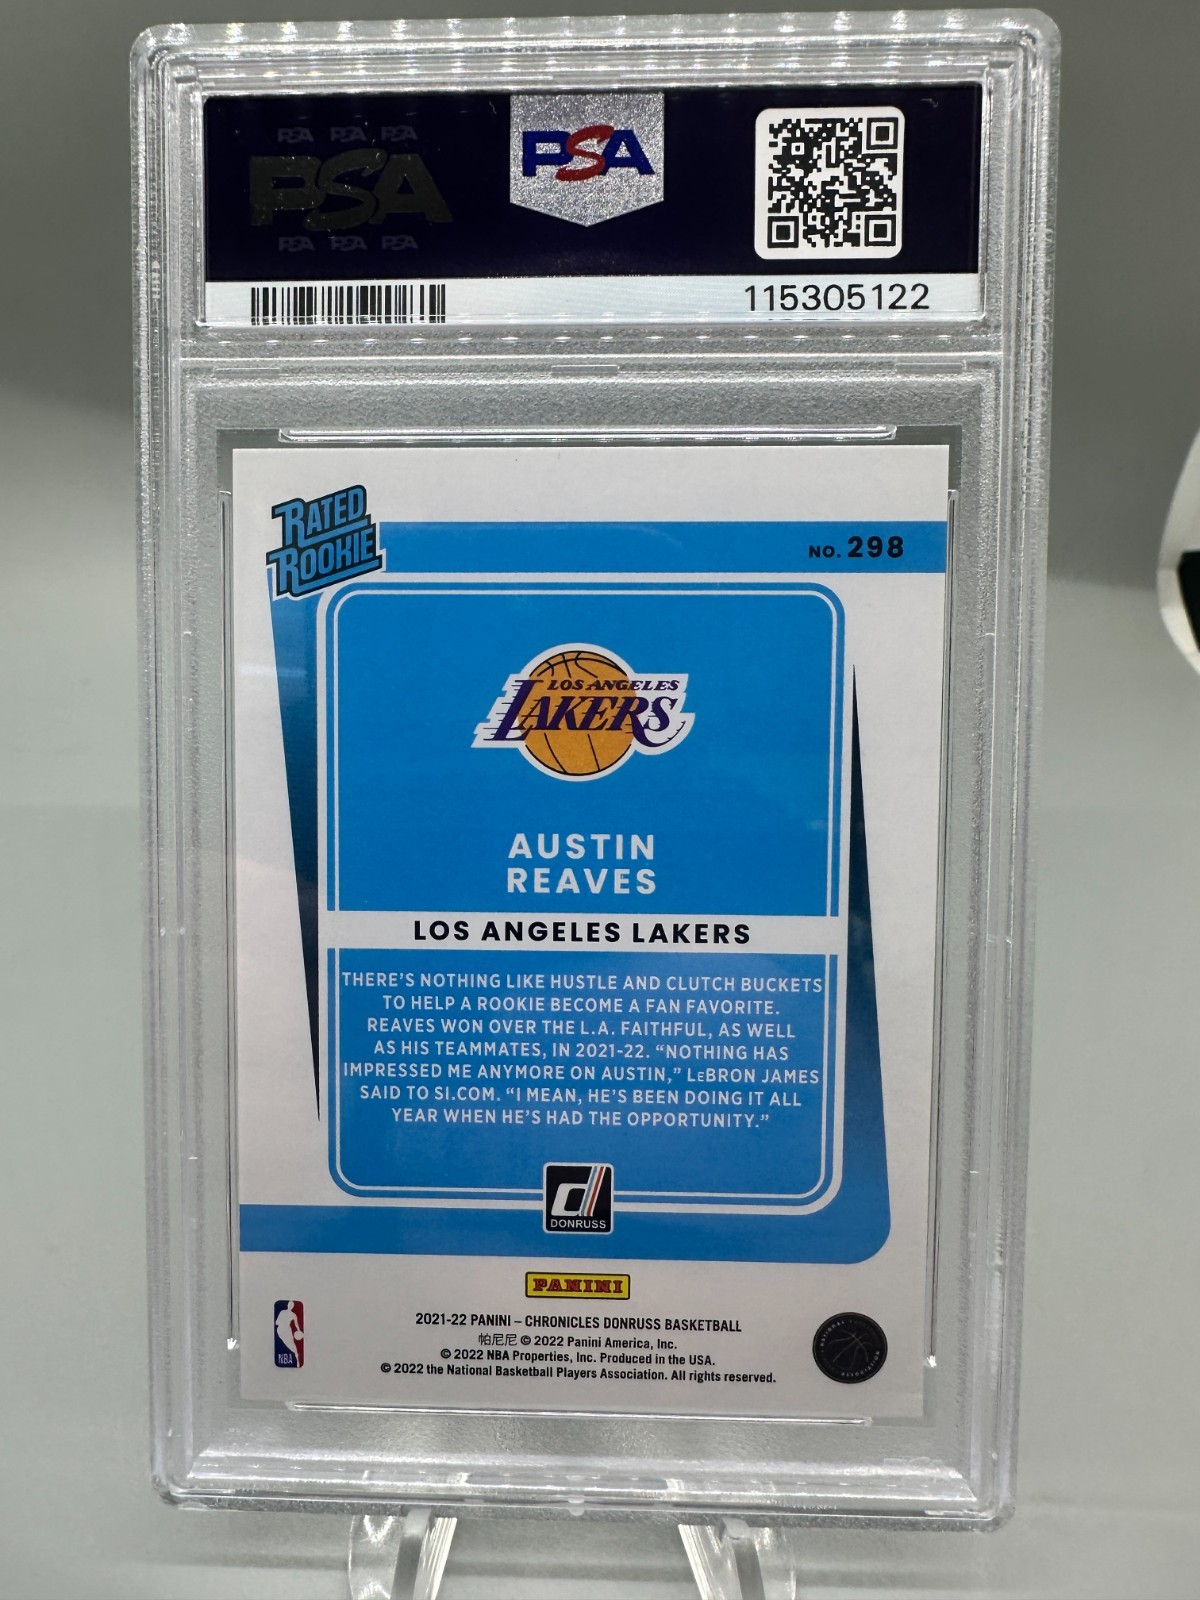 PSA PSA PSA
PSA
PSA PSA PSA
PSA
115305122
RATED
ROOKIE
NO. 298
LOS ANGELES
LAKERS
AUSTIN
REAVES
LOS ANGELES LAKERS
THERE'S NOTHING LIKE HUSTLE AND CLUTCH BUCKETS
TO HELP A ROOKIE BECOME A FAN FAVORITE.
REAVES WON OVER THE L.A. FAITHFUL, AS WELL
AS HIS TEAMMATES, IN 2021-22. “NOTHING HAS
IMPRESSED ME ANYMORE ON AUSTIN,” LeBRON JAMES
SAID TO SI.COM. “I MEAN, HE'S BEEN DOING IT ALL
YEAR WHEN HE'S HAD THE OPPORTUNITY.”
d
DONRUSS
PANINI
2021-22 PANINI – CHRONICLES DONRUSS BASKETBALL
帕尼尼 © 2022 Panini America, Inc.
© 2022 NBA Properties, Inc. Produced in the USA.
© 2022 the National Basketball Players Association. All rights reserved.
NBA